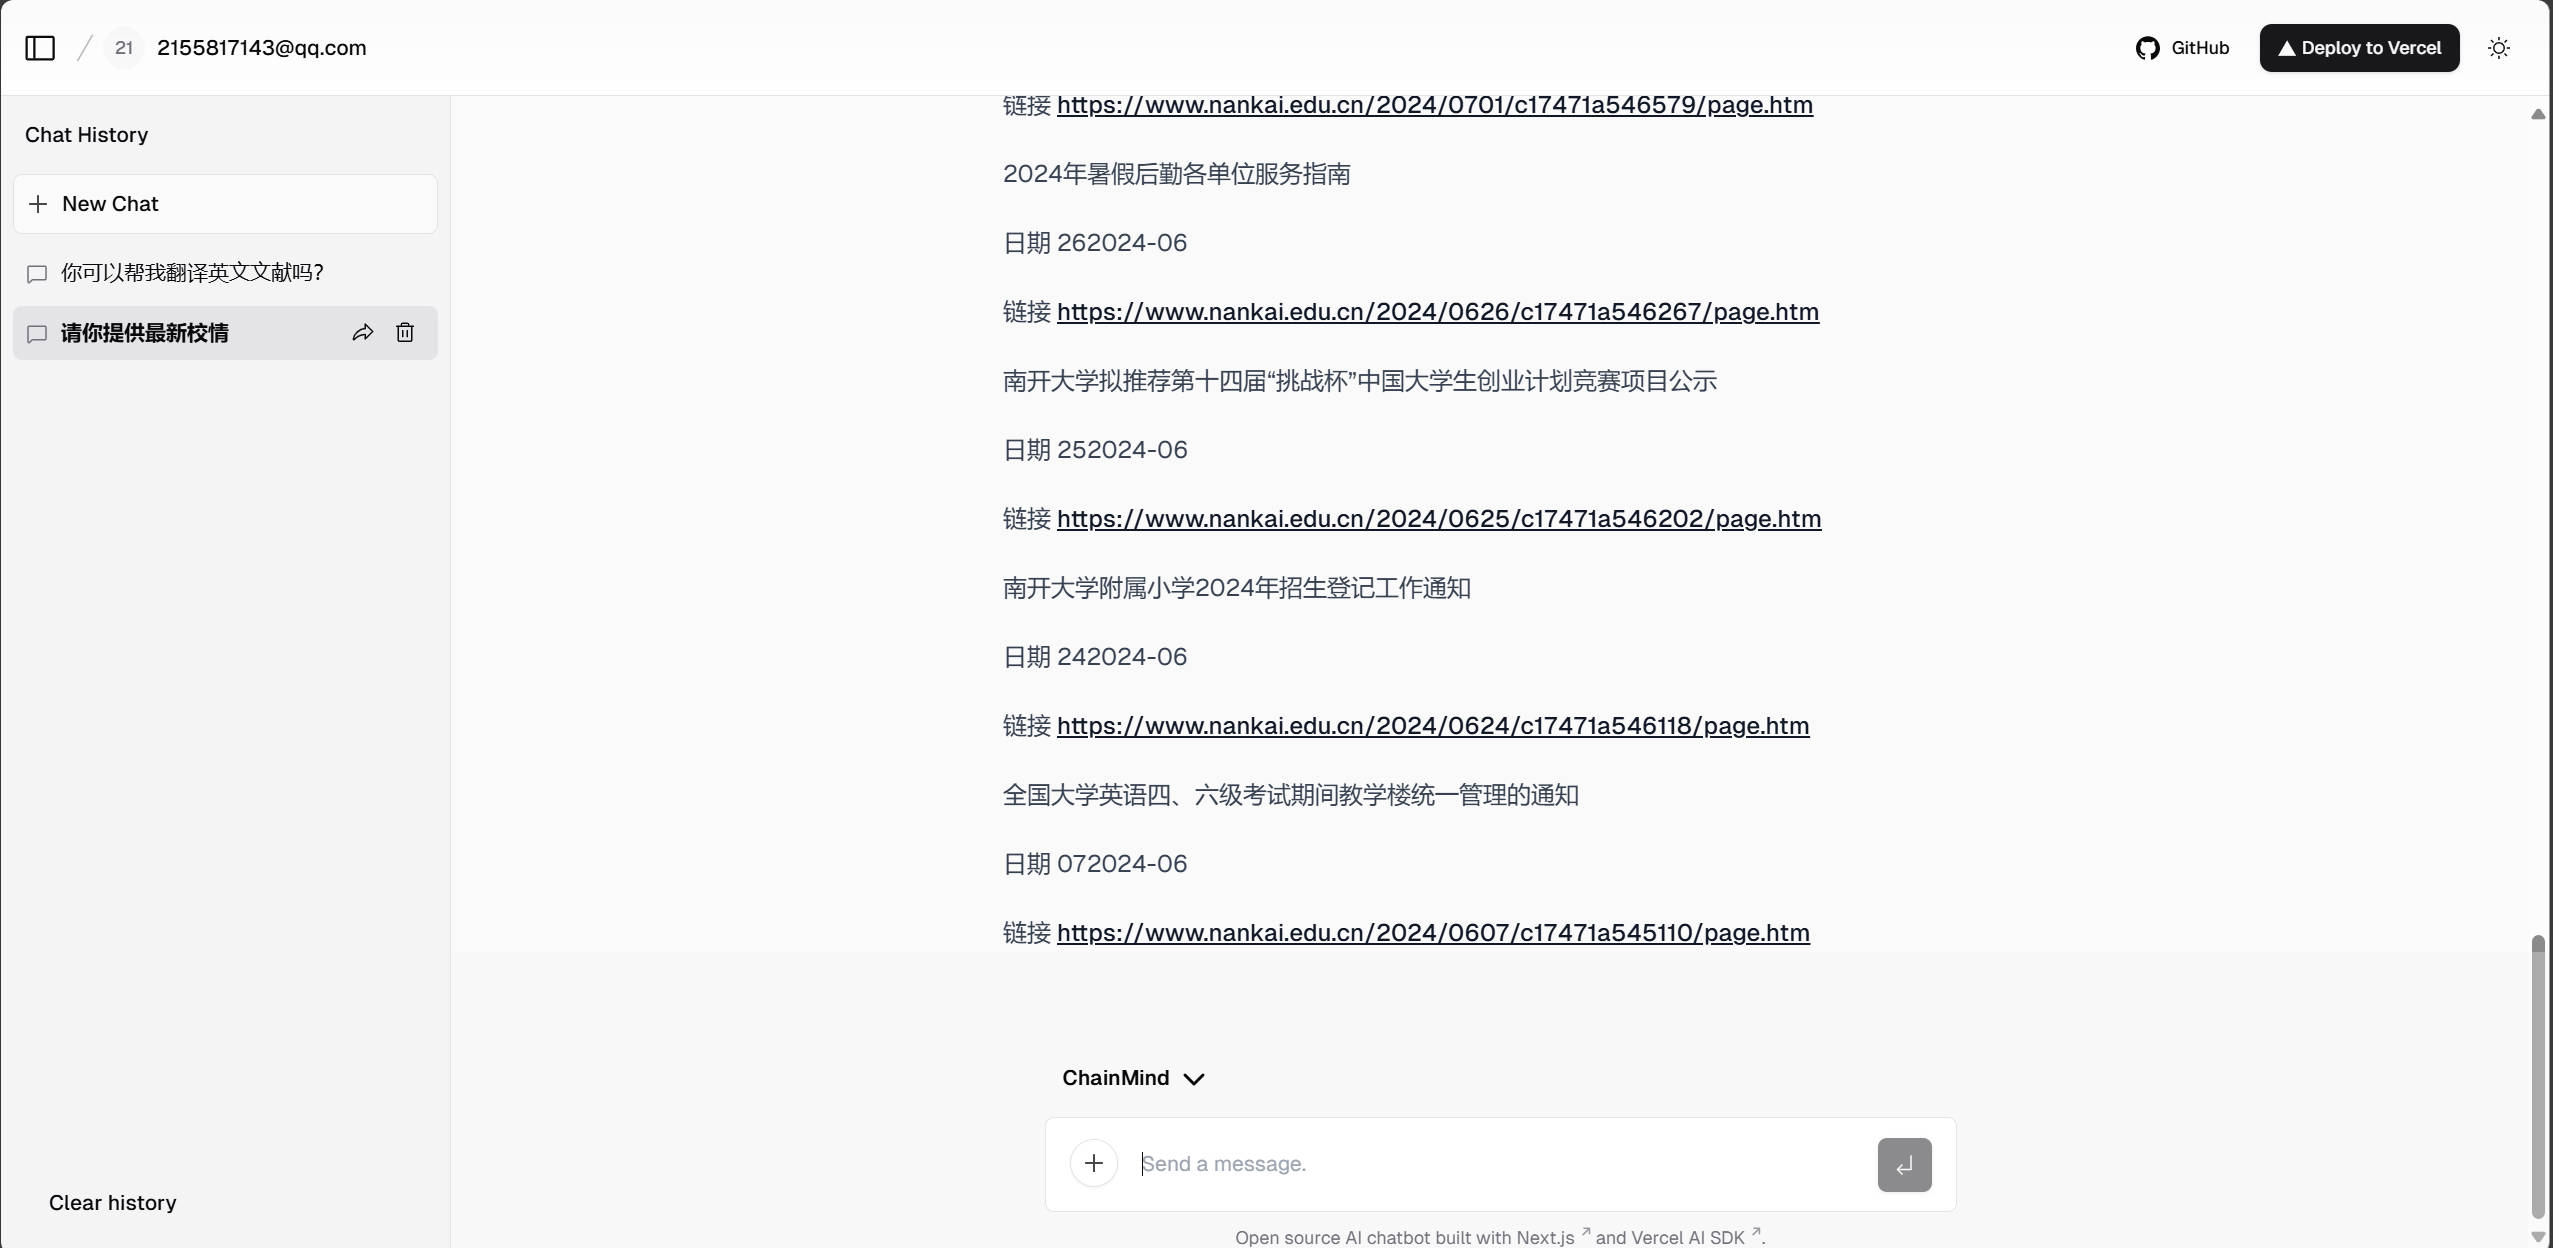 21 2155817143@qq.com
GitHub
Deploy to Vercel
Chat History
New Chat
你可以帮我翻译英文文献吗?
请你提供最新校情
Clear history
链接 https://www.nankai.edu.cn/2024/0701/c17471a546579/page.htm
2024年暑假后勤各单位服务指南
日期 262024-06
链接 https://www.nankai.edu.cn/2024/0626/c17471a546267/page.htm
南开大学拟推荐第十四届“挑战杯”中国大学生创业计划竞赛项目公示
日期 252024-06
链接 https://www.nankai.edu.cn/2024/0625/c17471a546202/page.htm
南开大学附属小学2024年招生登记工作通知
日期 242024-06
链接 https://www.nankai.edu.cn/2024/0624/c17471a546118/page.htm
全国大学英语四、六级考试期间教学楼统一管理的通知
日期 072024-06
链接 https://www.nankai.edu.cn/2024/0607/c17471a545110/page.htm
ChainMind
Send a message.
Open source AI chatbot built with Next.js and Vercel AI SDK .